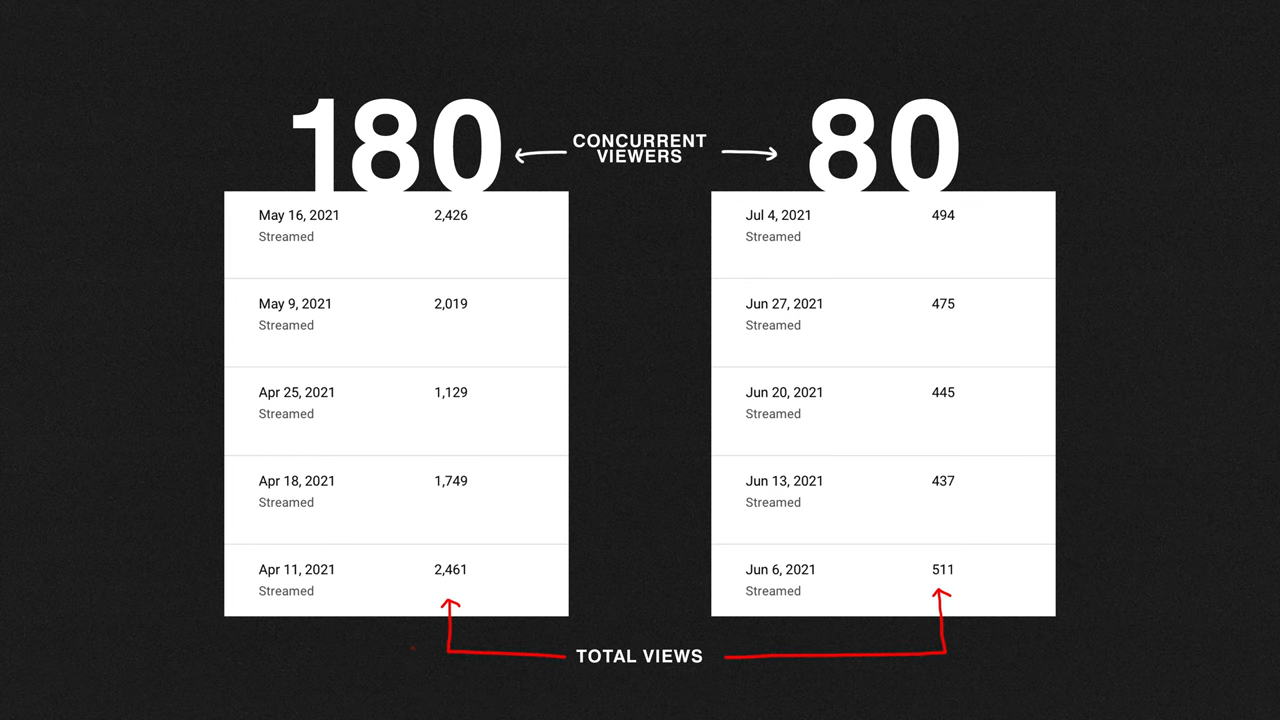 180
CONCURRENT
VIEWERS
80
May 16, 2021 2,426
Streamed
May 9, 2021 2,019
Streamed
Apr 25, 2021 1,129
Streamed
Apr 18, 2021 1,749
Streamed
Apr 11, 2021 2,461
Streamed
Jul 4, 2021 494
Streamed
Jun 27, 2021 475
Streamed
Jun 20, 2021 445
Streamed
Jun 13, 2021 437
Streamed
Jun 6, 2021 511
Streamed
TOTAL VIEWS